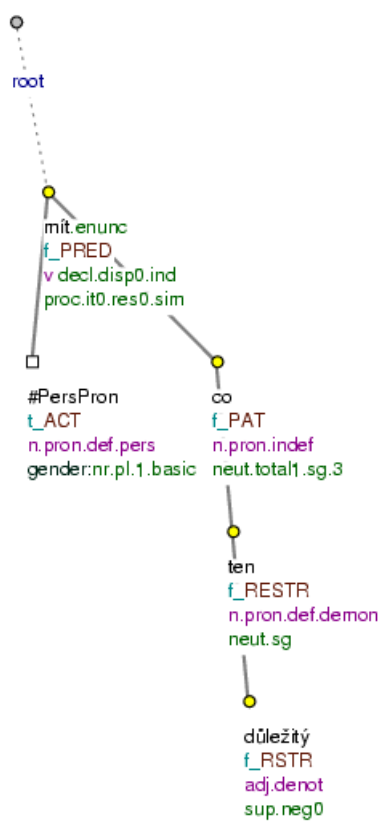 root
mít.enunc
f_PRED
v decl.disp0.ind
proc.it0.res0.sim
#PersPron
t_ACT
n.pron.def.pers
gender:nr.pl.1.basic
co
f_PAT
n.pron.indef
neut.total1.sg.3
ten
f_RESTR
n.pron.def.demon
neut.sg
důležitý
f_RSTR
adj.denot
sup.neg0